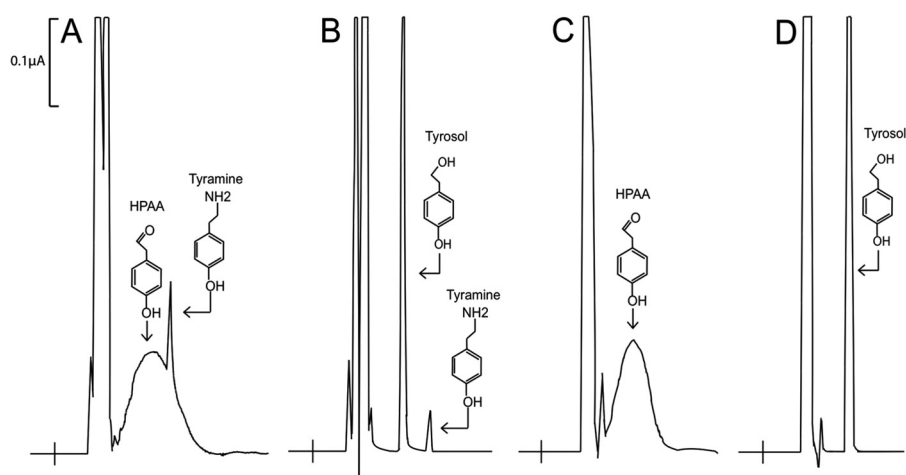 A
B
C
D
0.1µA
HPAA
O
OH
Tyramine
NH2
OH
Tyrosol
OH
OH
Tyramine
NH2
OH
HPAA
O
OH
Tyrosol
OH
OH